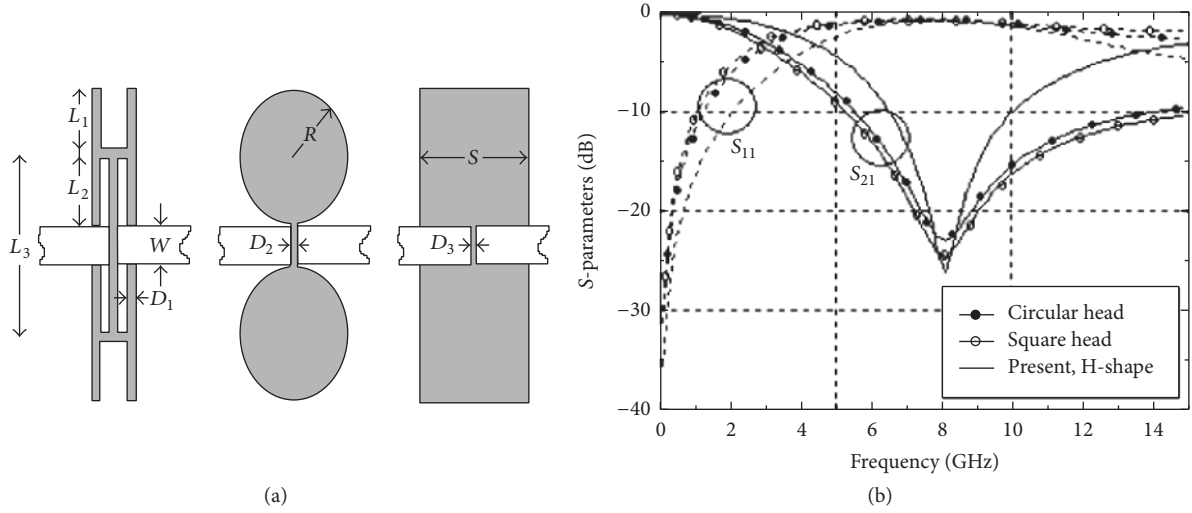 L1
L2
L3
D1
W
R
D2
S
D3
(a)
S-parameters (dB)
0
−10
−20
−30
−40
S11
S21
Circular head
Square head
Present, H-shape
0 2 4 6 8 10 12 14
Frequency (GHz)
(b)